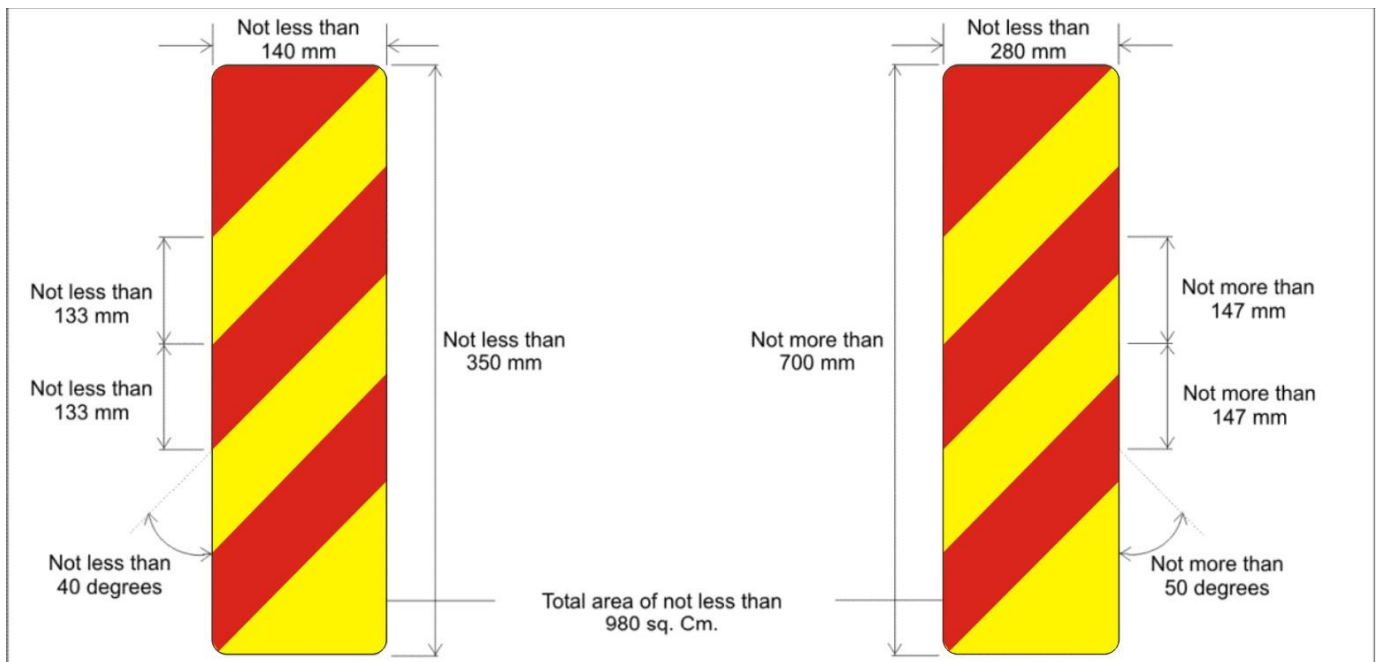 Not less than
140 mm
Not less than
280 mm
Not less than
133 mm
Not less than
133 mm
Not less than
350 mm
Not more than
700 mm
Not more than
147 mm
Not more than
147 mm
Not less than
40 degrees
Total area of not less than
980 sq. Cm.
Not more than
50 degrees